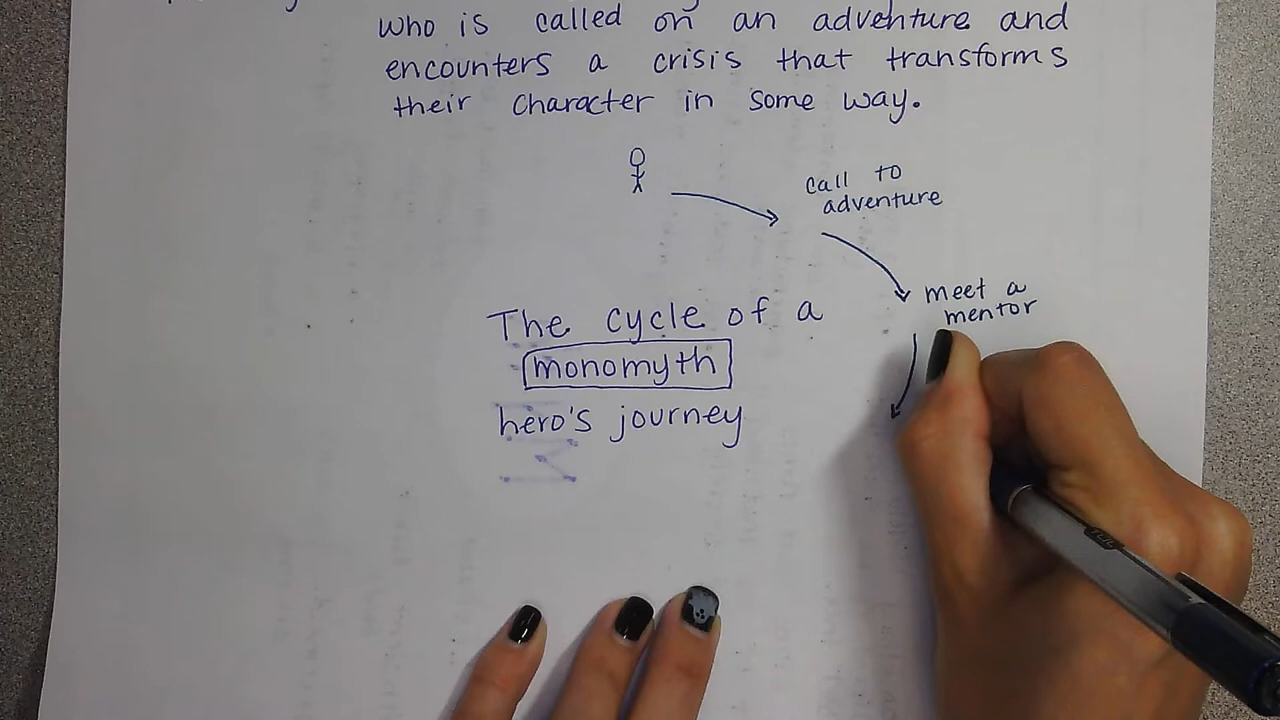 who is called on an adventure and
encounters a crisis that transforms
their character in some way.
call to
adventure
meet a
mentor
The cycle of a
monomyth
hero's journey